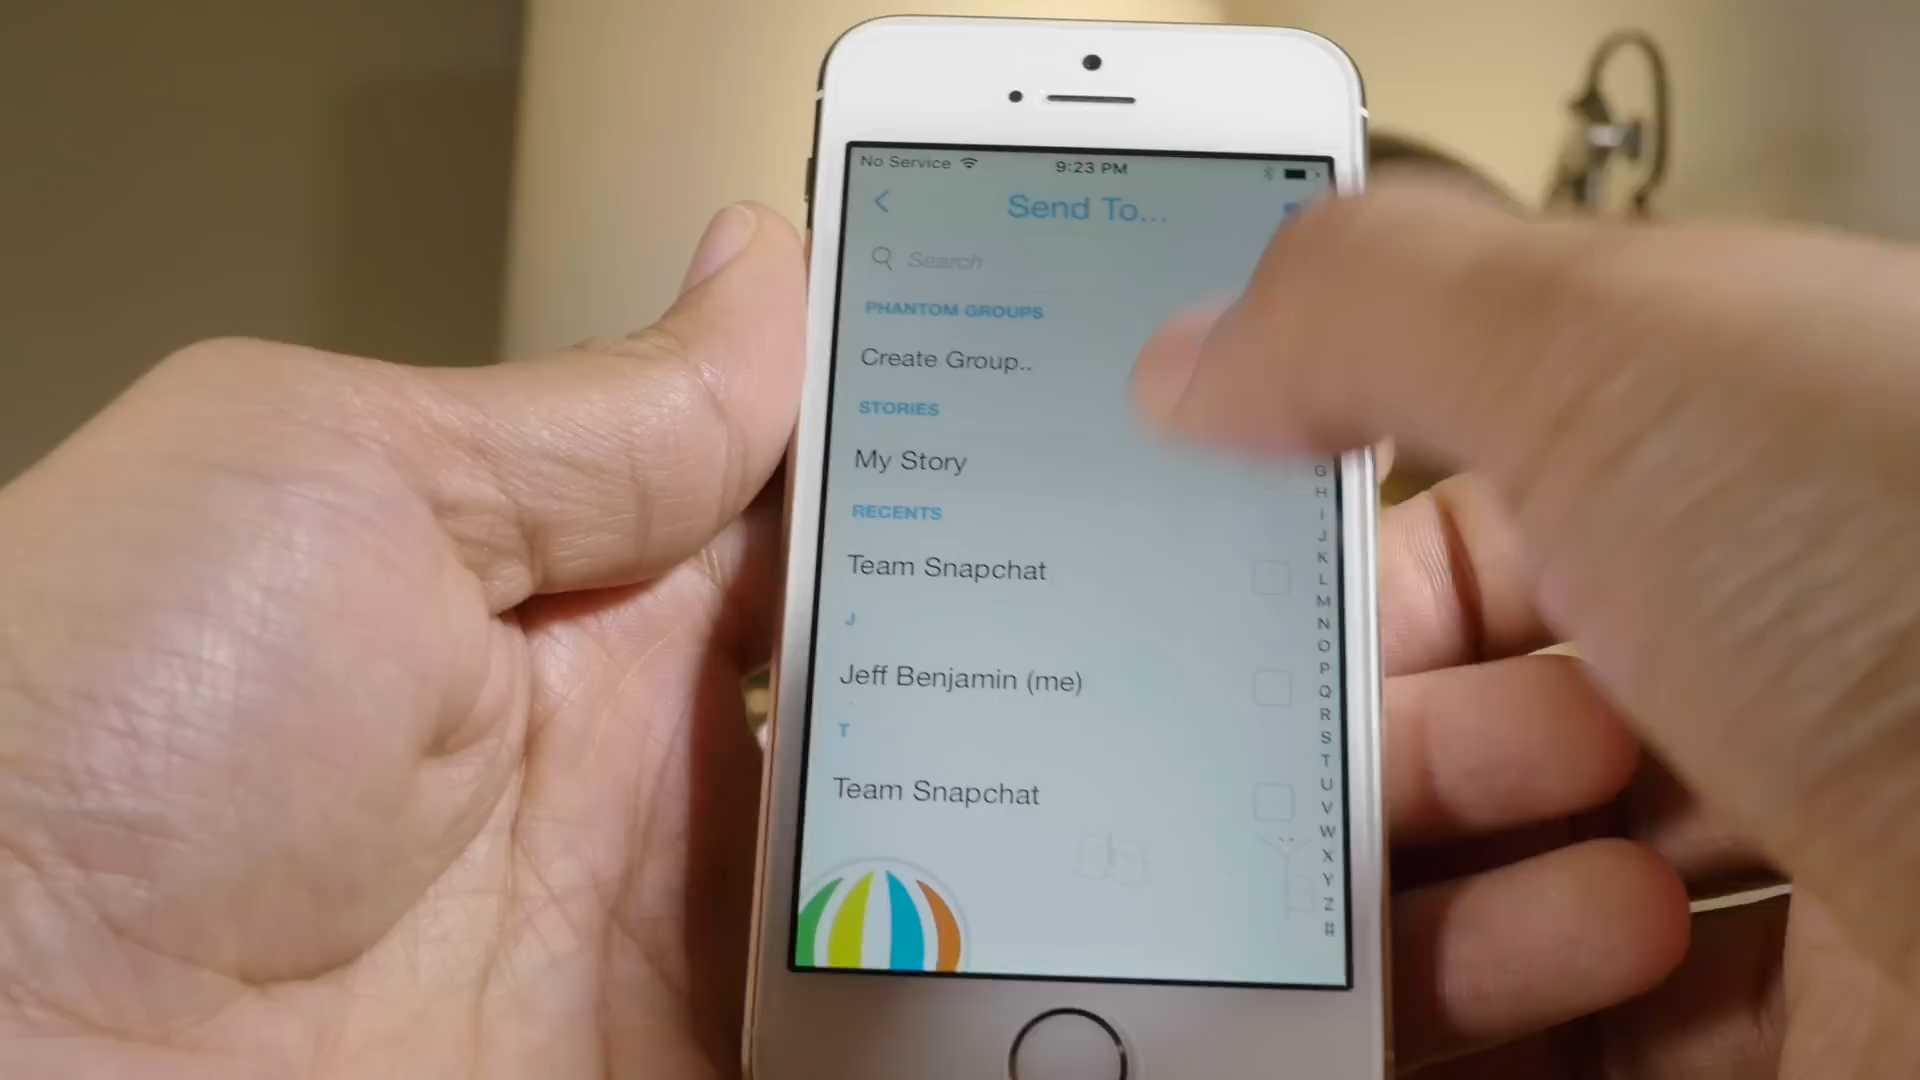 No Service 9:23 PM
Send To...
Search
PHANTOM GROUPS
Create Group..
STORIES
My Story
RECENTS
Team Snapchat
J
Jeff Benjamin (me)
T
Team Snapchat
G
H
I
J
K
L
M
N
O
P
Q
R
S
T
U
V
W
X
Y
Z
#